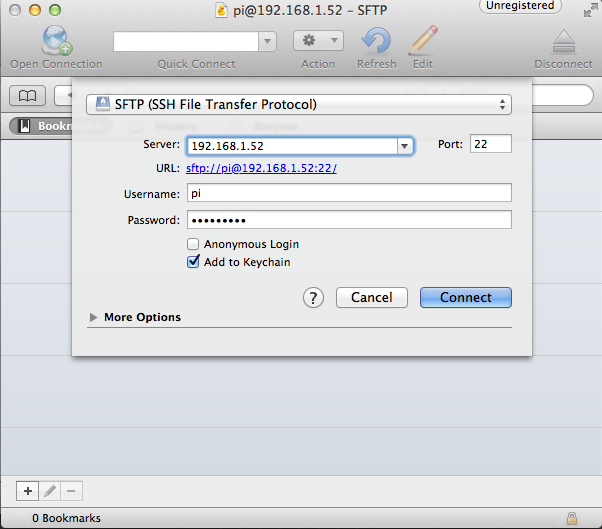 pi@192.168.1.52 – SFTP
Unregistered
Open Connection
Quick Connect
Action
Refresh
Edit
Disconnect
SFTP (SSH File Transfer Protocol)
Bookm
History
Bonjour
Server: 192.168.1.52 Port: 22
URL: sftp://pi@192.168.1.52:22/
Username: pi
Password: •••••••••
Anonymous Login
Add to Keychain
? Cancel Connect
More Options
0 Bookmarks